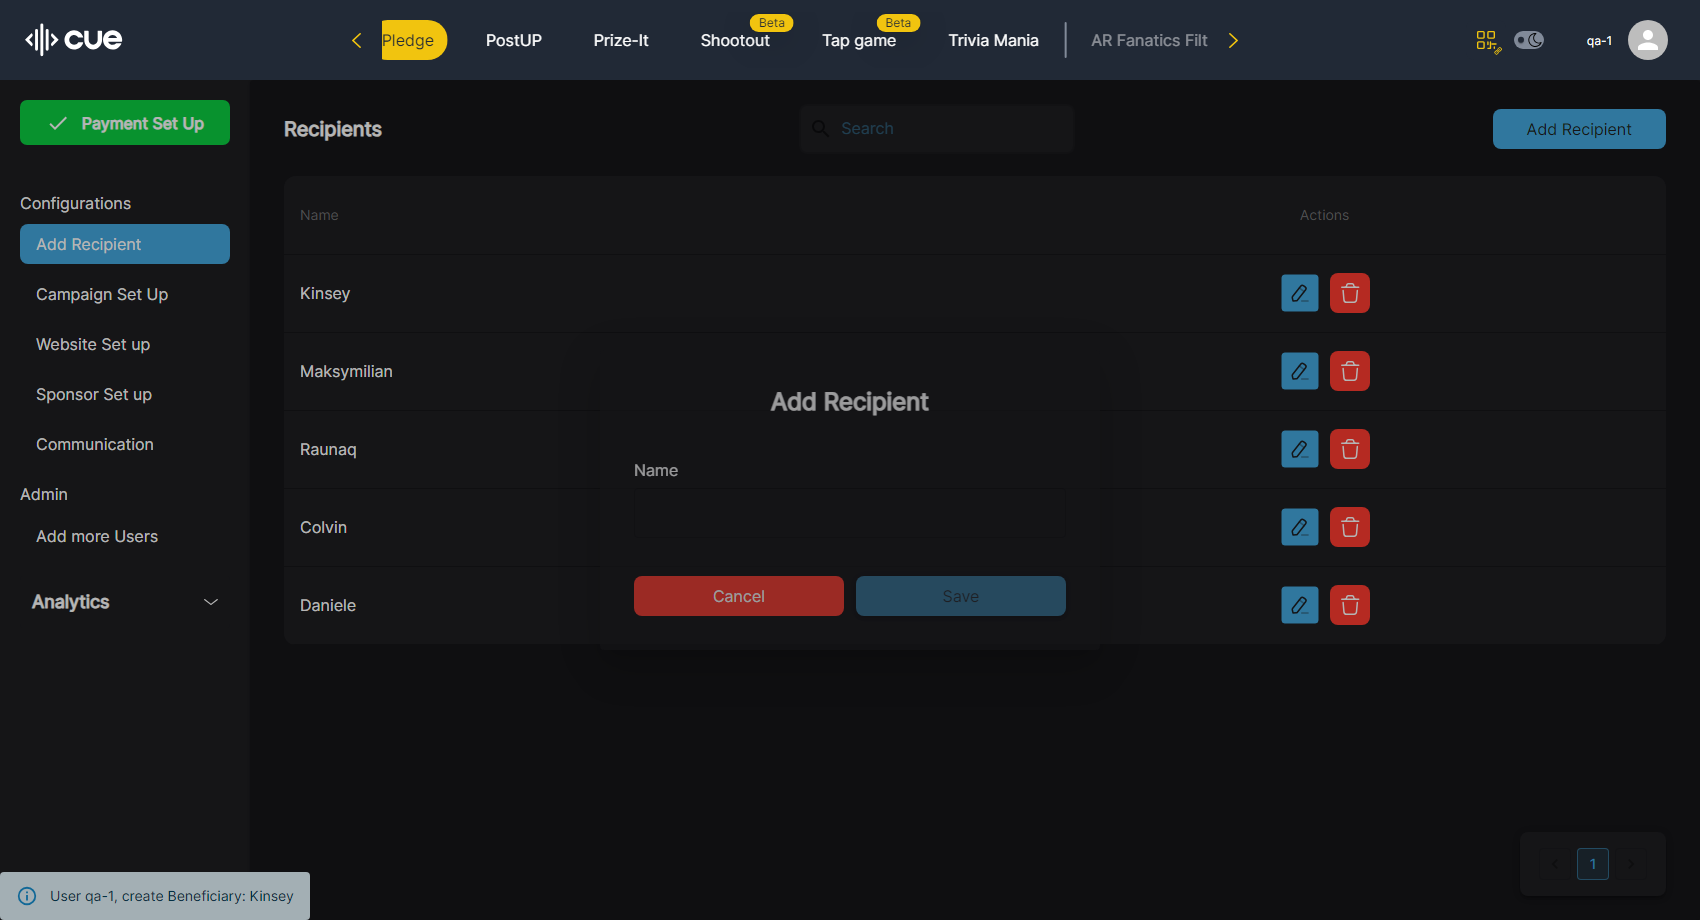 cue
Pledge
PostUP
Prize-It
Beta
Shootout
Beta
Tap game
Trivia Mania
AR Fanatics Filt
qa-1
Payment Set Up
Configurations
Add Recipient
Campaign Set Up
Website Set up
Sponsor Set up
Communication
Admin
Add more Users
Analytics
Recipients
Search
Add Recipient
Name
Actions
Kinsey
Maksymilian
Raunaq
Colvin
Daniele
Add Recipient
Name
Cancel
Save
1
User qa-1, create Beneficiary: Kinsey